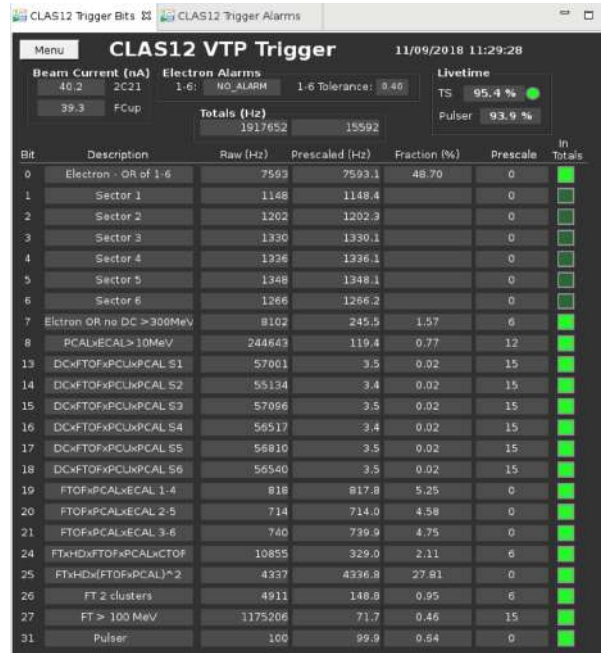 CLAS12 Trigger Bits CLAS12 Trigger Alarms
Menu CLAS12 VTP Trigger 11/09/2018 11:29:28
Beam Current (nA) Electron Alarms Livetime
40.2 2C21 1-6: NO_ALARM 1-6 Tolerance: 0.40 TS 95.4 %
39.3 FCup Totals (Hz) Pulser 93.9 %
1917652 15592
Bit Description Raw (Hz) Prescaled (Hz) Fraction (%) Prescale In Totals
0 Electron - OR of 1-6 7593 7593.1 48.70 0
1 Sector 1 1148 1148.4 0
2 Sector 2 1202 1202.3 0
3 Sector 3 1330 1330.1 0
4 Sector 4 1336 1336.1 0
5 Sector 5 1348 1348.1 0
6 Sector 6 1266 1266.2 0
7 Elctron OR no DC >300MeV 8102 245.5 1.57 6
8 PCALxECAL>10MeV 244643 119.4 0.77 12
13 DCxFTOFxPCUxPCAL S1 57001 3.5 0.02 15
14 DCxFTOFxPCUxPCAL S2 55134 3.4 0.02 15
15 DCxFTOFxPCUxPCAL S3 57096 3.5 0.02 15
16 DCxFTOFxPCUxPCAL S4 56517 3.4 0.02 15
17 DCxFTOFxPCUxPCAL S5 56810 3.5 0.02 15
18 DCxFTOFxPCUxPCAL S6 56540 3.5 0.02 15
19 FTOFxPCALxECAL 1-4 818 817.8 5.25 0
20 FTOFxPCALxECAL 2-5 714 714.0 4.58 0
21 FTOFxPCALxECAL 3-6 740 739.9 4.75 0
24 FTxHDxFTOFxPCALxCTOF 10855 329.0 2.11 6
25 FTxHDx(FTOFxPCAL)^2 4337 4336.8 27.81 0
26 FT 2 clusters 4911 148.8 0.95 6
27 FT > 100 MeV 1175206 71.7 0.46 15
31 Pulser 100 99.9 0.64 0